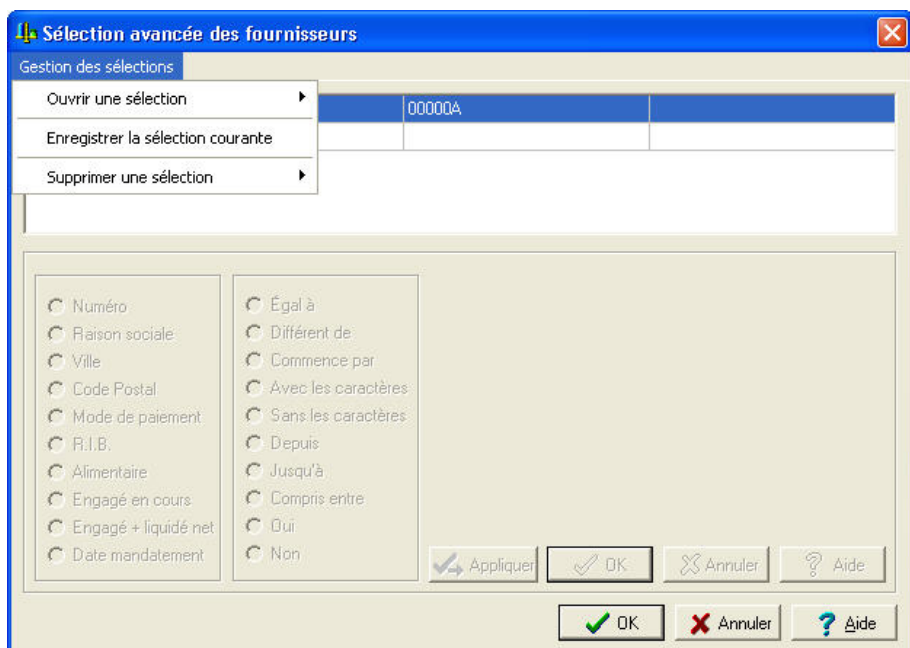 Sélection avancée des fournisseurs
Gestion des sélections
Ouvrir une sélection
00000A
Enregistrer la sélection courante
Supprimer une sélection
Numéro
Raison sociale
Ville
Code Postal
Mode de paiement
R.I.B.
Alimentaire
Engagé en cours
Engagé + liquidé net
Date mandatement
Égal à
Différent de
Commence par
Avec les caractères
Sans les caractères
Depuis
Jusqu'à
Compris entre
Oui
Non
Appliquer OK Annuler Aide
OK Annuler Aide